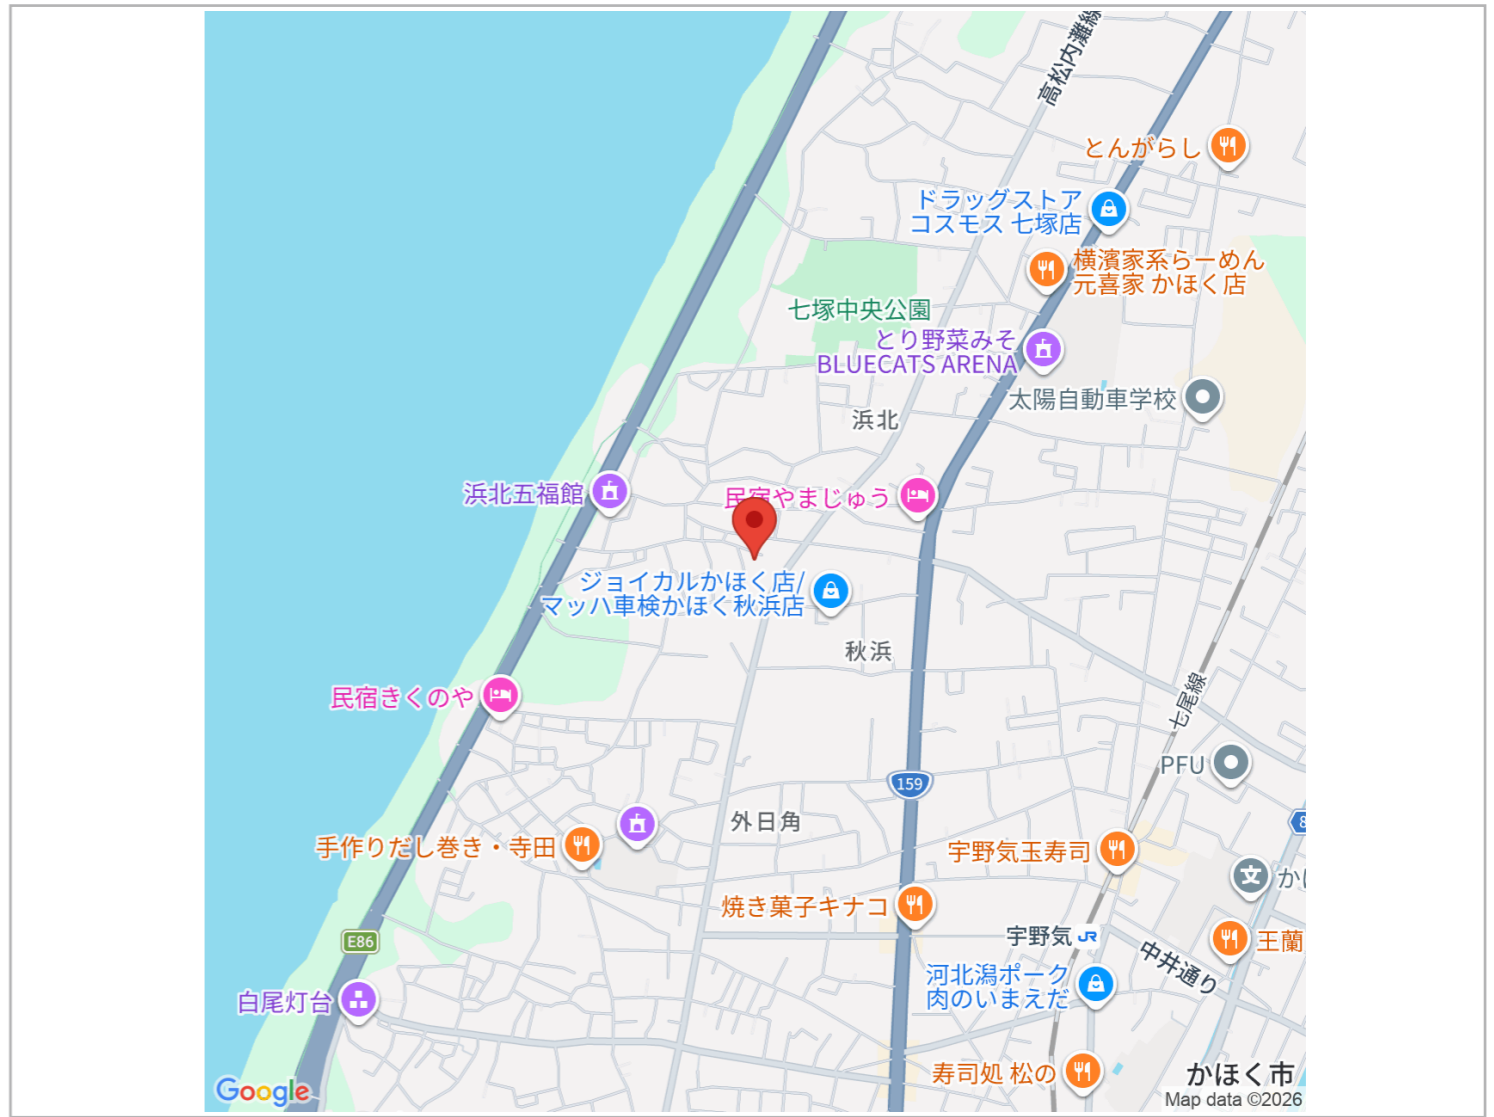 高松内灘線
とんがらし
ドラッグストア
コスモス 七塚店
横濱家系らーめん
元喜家 かほく店
七塚中央公園
とり野菜みそ
BLUECATS ARENA
太陽自動車学校
浜北
浜北五福館
民宿やまじゅう
ジョイカルかほく店/
マッハ車検かほく秋浜店
秋浜
民宿きくのや
七尾線
PFU
159
外日角
8
手作りだし巻き・寺田
宇野気玉寿司
か
焼き菓子キナコ
E86
宇野気 JR
王蘭
中井通り
河北潟ポーク
肉のいまえだ
白尾灯台
寿司処 松の
かほく市
Google
Map data ©2026